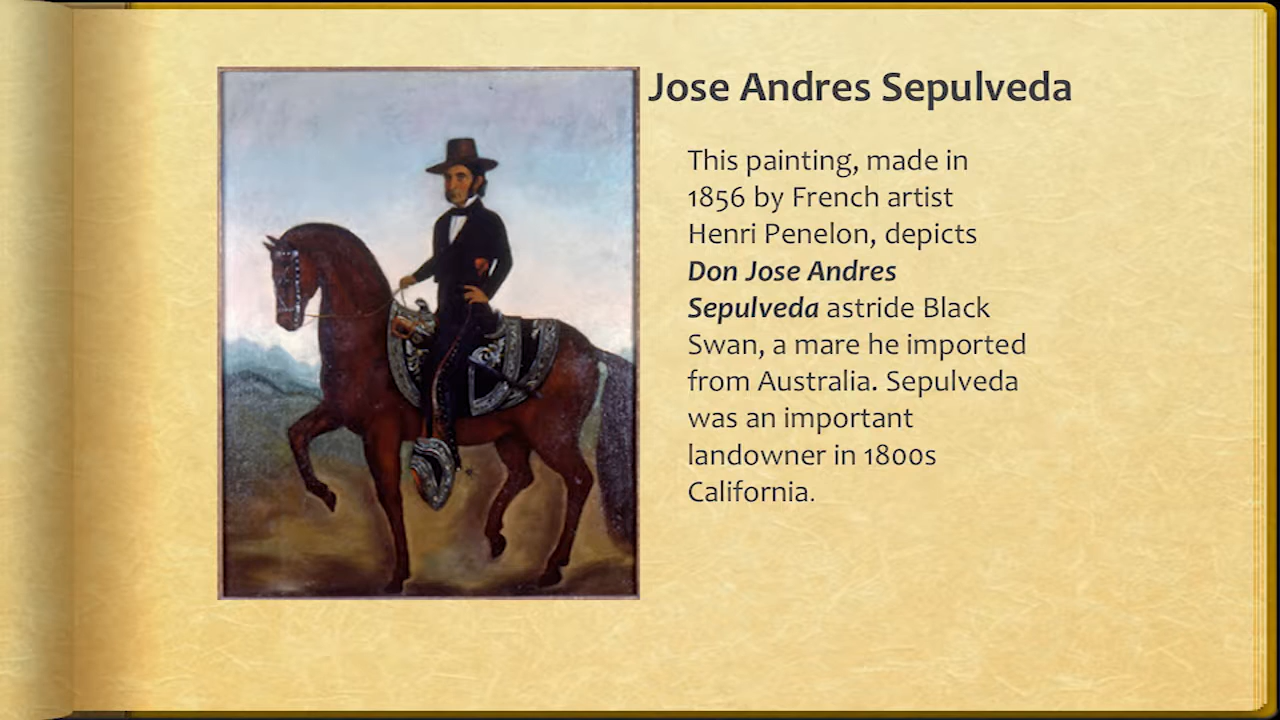 Jose Andres Sepulveda
This painting, made in
1856 by French artist
Henri Penelon, depicts
Don Jose Andres
Sepulveda astride Black
Swan, a mare he imported
from Australia. Sepulveda
was an important
landowner in 1800s
California.